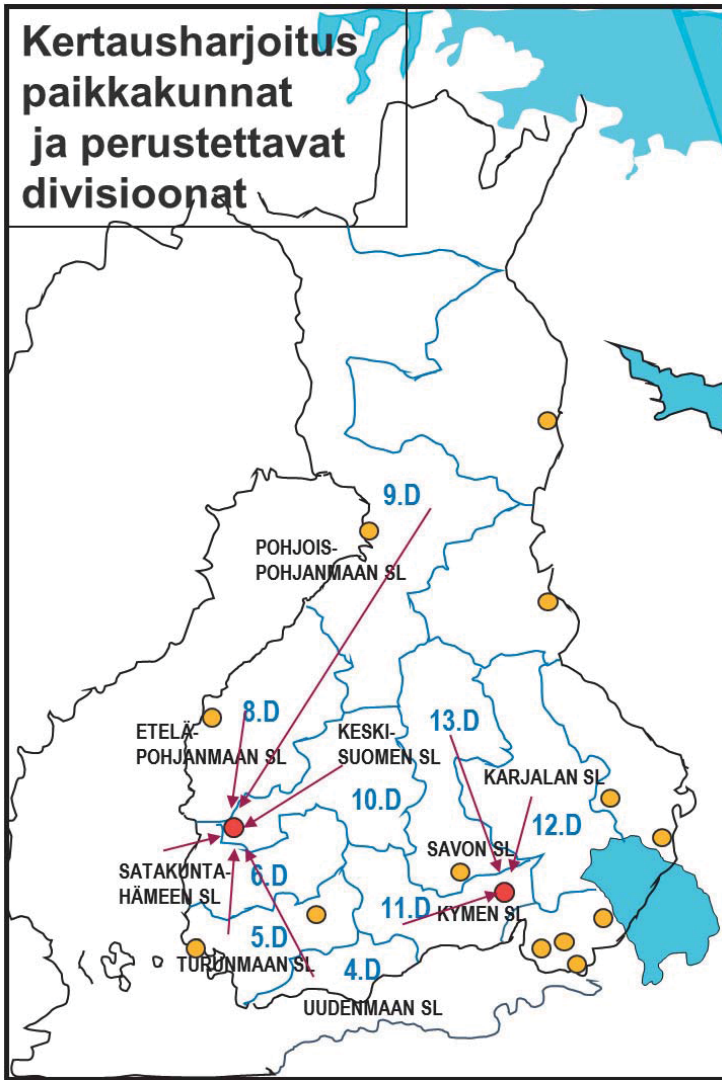 Kertausharjoitus
paikkakunnat
ja perustettavat
divisioonat
9.D
POHJOIS-
POHJANMAAN SL
8.D
ETELÄ-
POHJANMAAN SL
KESKI-
SUOMEN SL
13.D
KARJALAN SL
10.D
12.D
SAVON SL
SATAKUNTA-
HÄMEEN SL
6.D
11.D
KYMEN SL
5.D
TURUNMAAN SL
4.D
UUDENMAAN SL